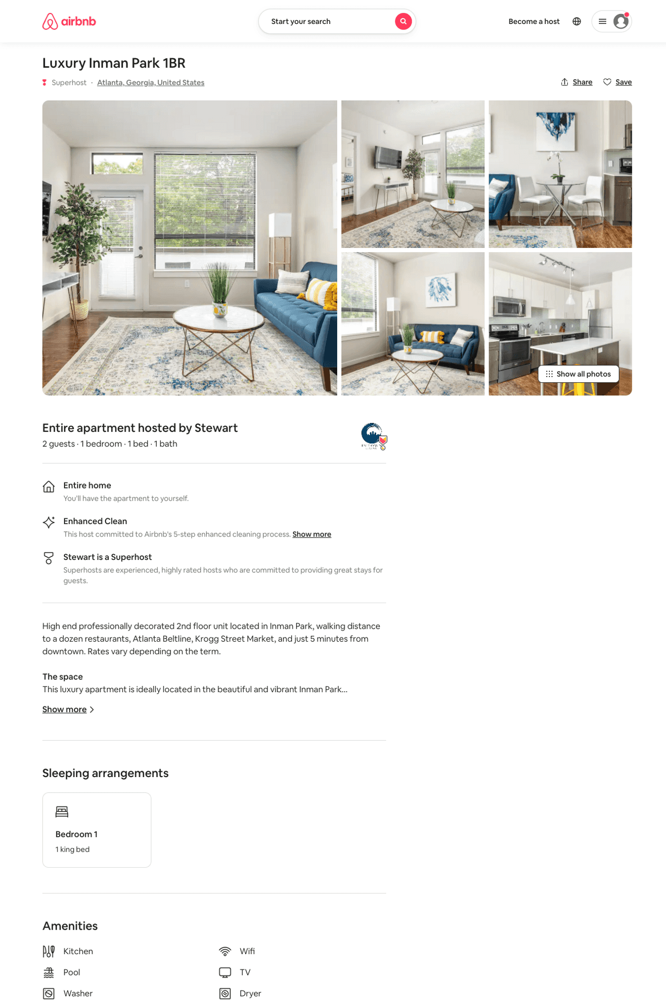 airbnb
Start your search
Become a host
Luxury Inman Park 1BR
Superhost · Atlanta, Georgia, United States
Share
Save
Show all photos
Entire apartment hosted by Stewart
2 guests · 1 bedroom · 1 bed · 1 bath
Entire home
You'll have the apartment to yourself.
Enhanced Clean
This host committed to Airbnb's 5-step enhanced cleaning process. Show more
Stewart is a Superhost
Superhosts are experienced, highly rated hosts who are committed to providing great stays for
guests.
High end professionally decorated 2nd floor unit located in Inman Park, walking distance
to a dozen restaurants, Atlanta Beltline, Krogg Street Market, and just 5 minutes from
downtown. Rates vary depending on the term.
The space
This luxury apartment is ideally located in the beautiful and vibrant Inman Park...
Show more
Sleeping arrangements
Bedroom 1
1 king bed
Amenities
Kitchen
Wifi
Pool
TV
Washer
Dryer